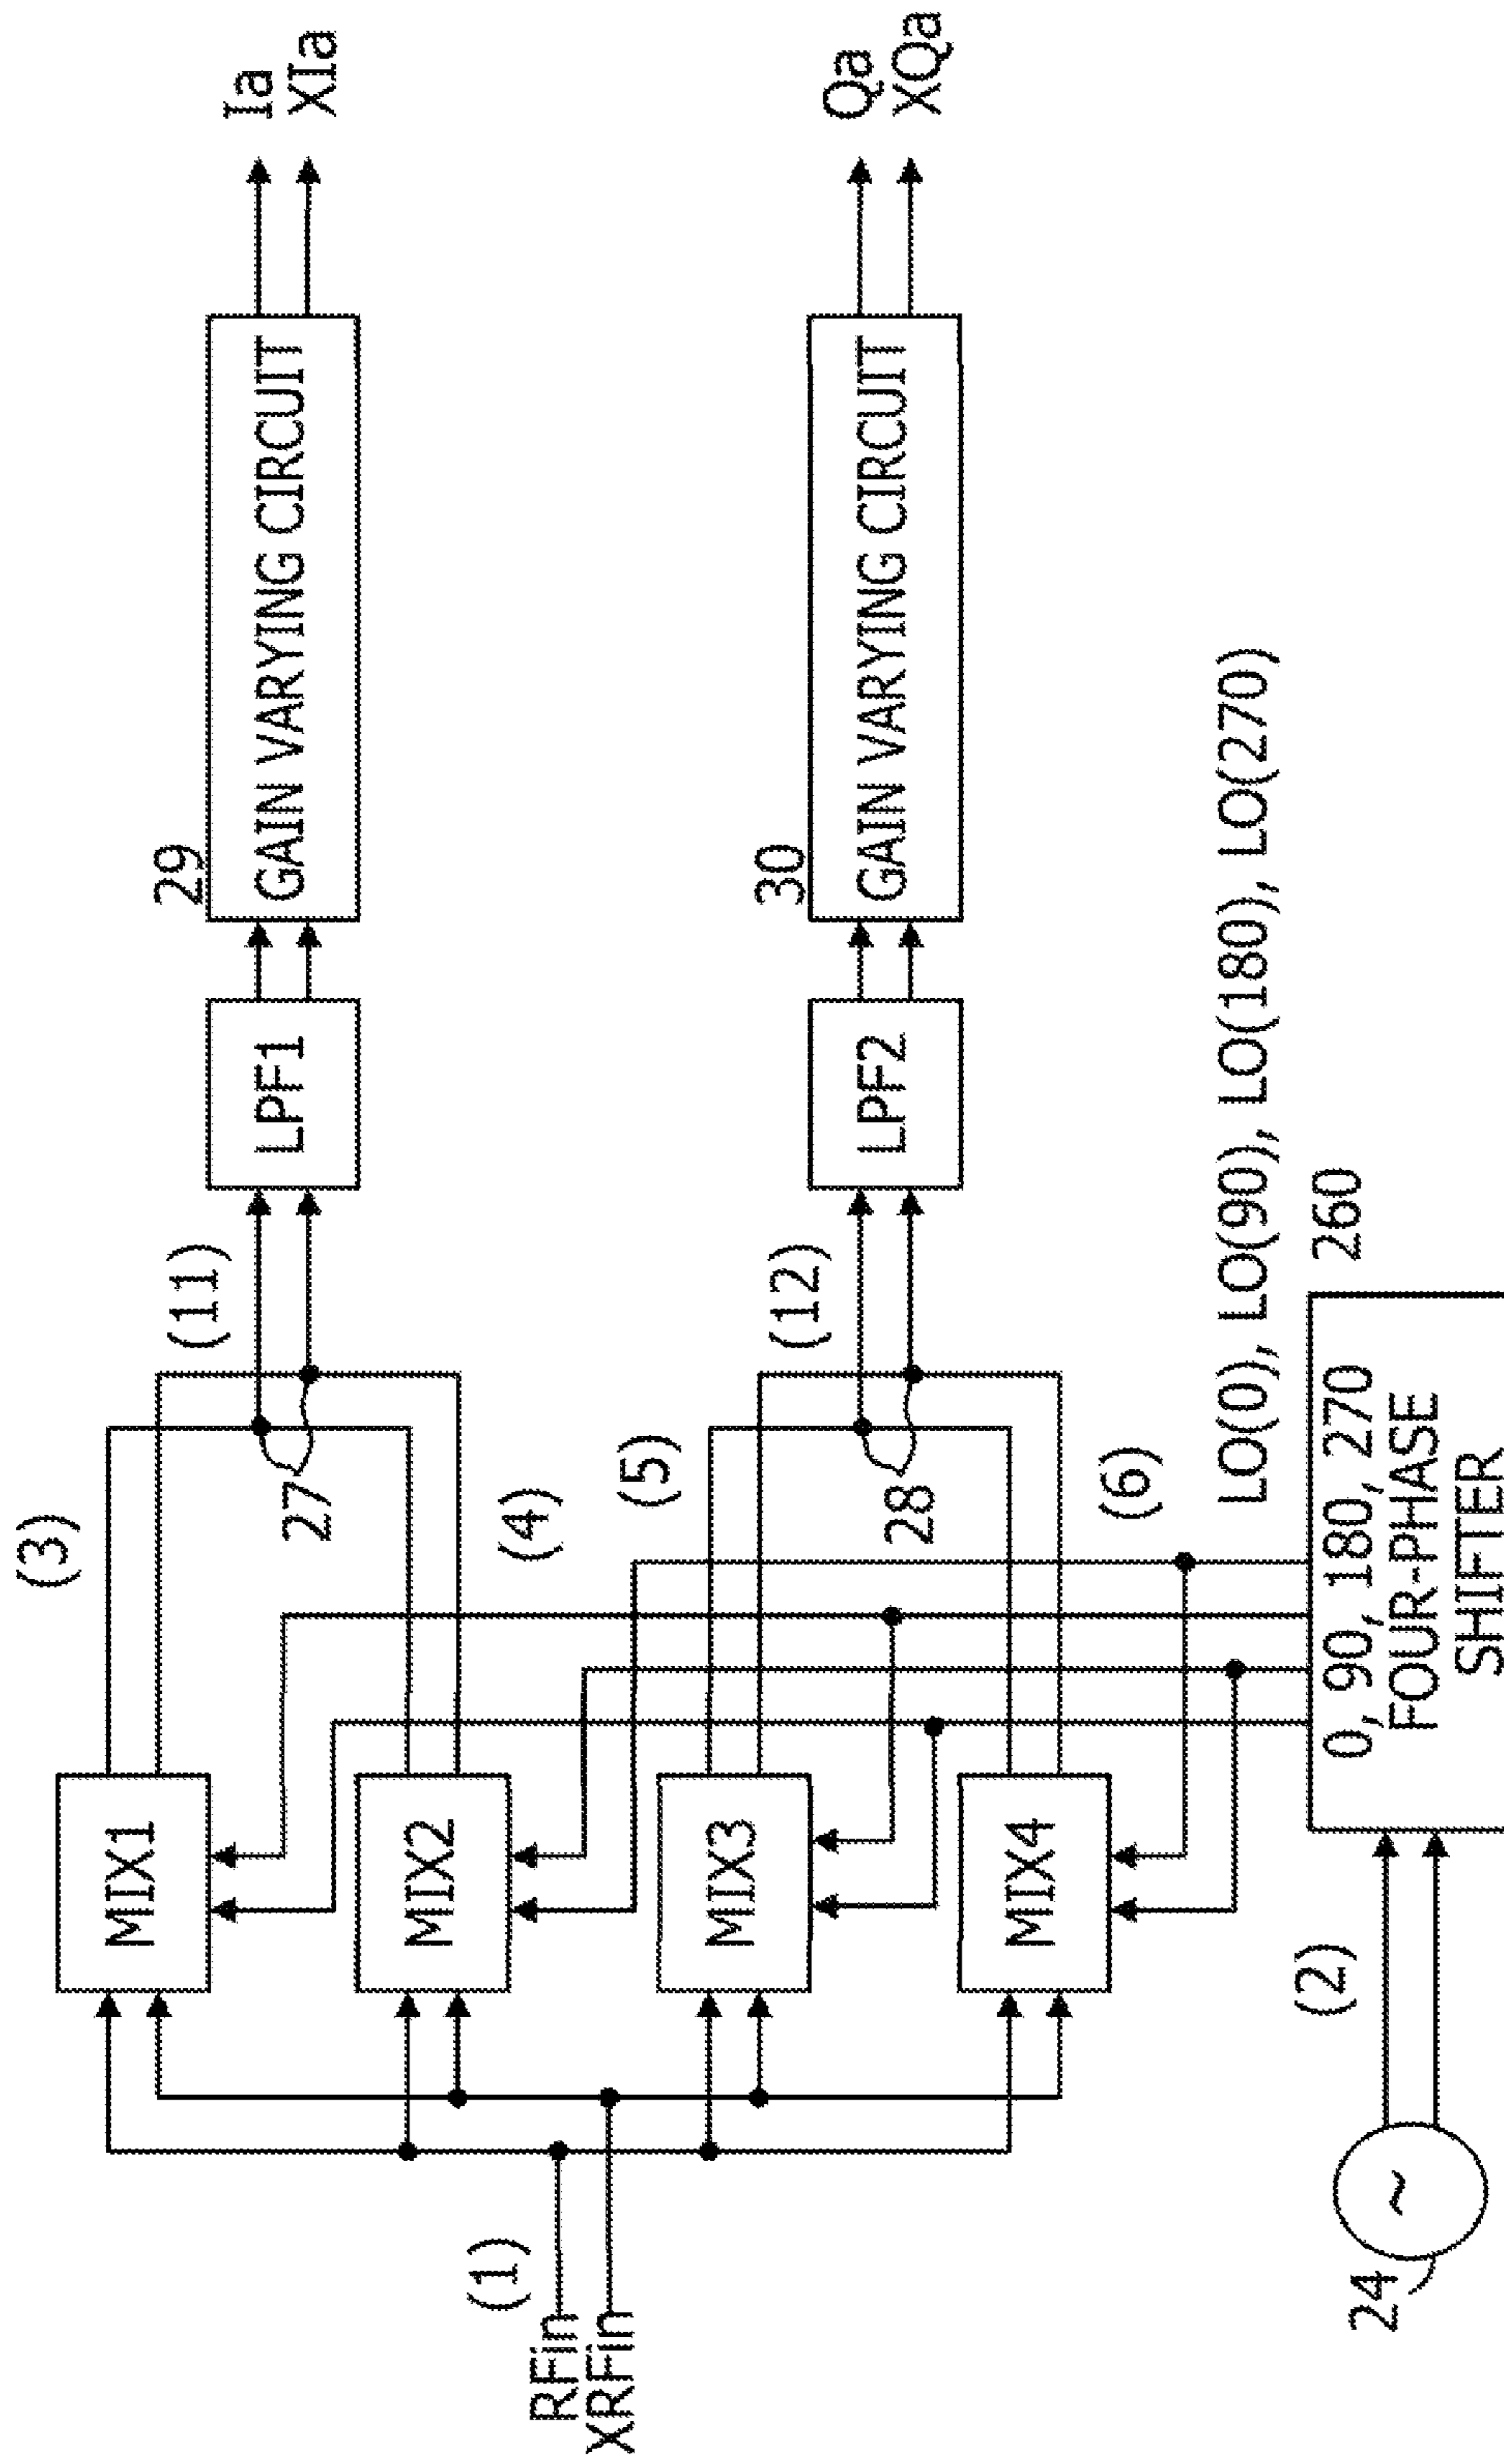 (3)
MIX1
(11)
LPF1
29
GAIN VARYING CIRCUIT
Ia
XIa
27
MIX2
(4)
(1)
RFin
XRFin
(5)
MIX3
(12)
LPF2
30
GAIN VARYING CIRCUIT
Qa
XQa
28
MIX4
(6)
LO(0), LO(90), LO(180), LO(270)
(2)
24
~
260
0, 90, 180, 270
FOUR-PHASE
SHIFTER